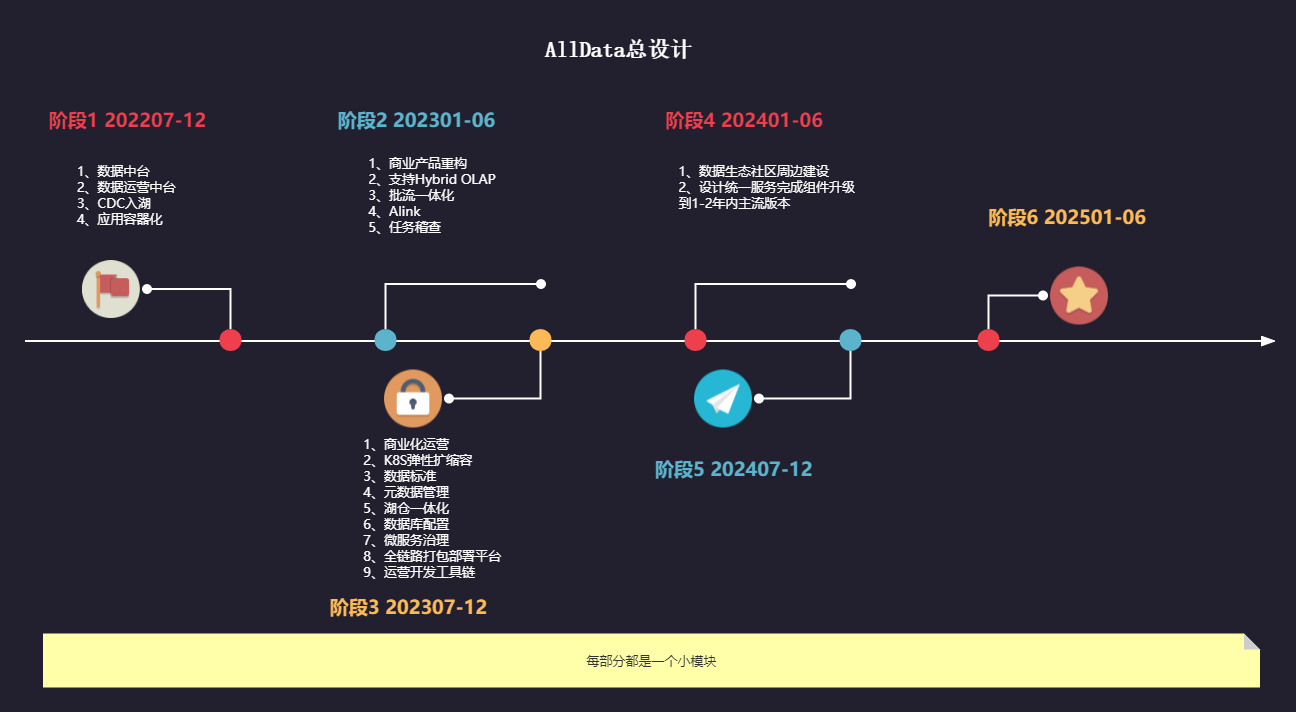 AllData总设计
阶段1 202207-12
1、数据中台
2、数据运营中台
3、CDC入湖
4、应用容器化
阶段2 202301-06
1、商业产品重构
2、支持Hybrid OLAP
3、批流一体化
4、Alink
5、任务稽查
阶段4 202401-06
1、数据生态社区周边建设
2、设计统一服务完成组件升级
到1-2年内主流版本
阶段6 202501-06
1、商业化运营
2、K8S弹性扩缩容
3、数据标准
4、元数据管理
5、湖仓一体化
6、数据库配置
7、微服务治理
8、全链路打包部署平台
9、运营开发工具链
阶段3 202307-12
阶段5 202407-12
每部分都是一个小模块